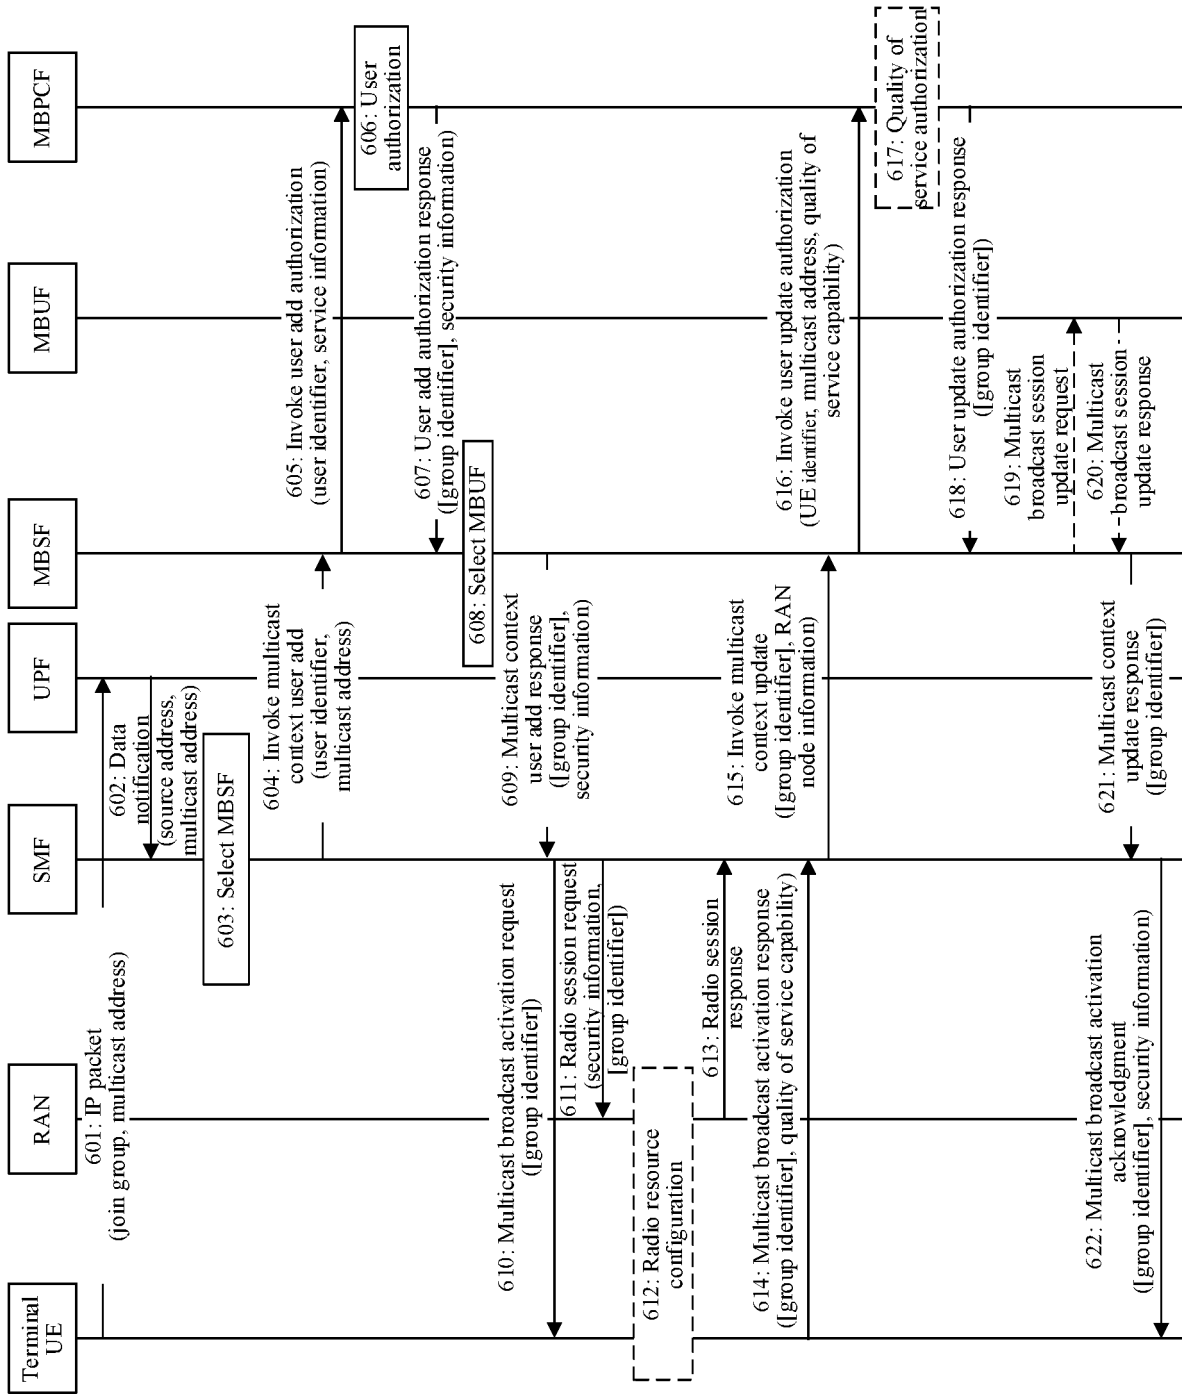 Terminal
UE
RAN
SMF
UPF
MBSF
MBUF
MBPCF
601: IP packet
(join group, multicast address)
602: Data
notification
(source address,
multicast address)
603: Select MBSF
604: Invoke multicast
context user add
(user identifier,
multicast address)
605: Invoke user add authorization
(user identifier, service information)
606: User
authorization
607: User add authorization response
([group identifier], security information)
608: Select MBUF
609: Multicast context
user add response
([group identifier],
security information)
610: Multicast broadcast activation request
([group identifier])
611: Radio session request
(security information,
[group identifier])
612: Radio resource
configuration
613: Radio session
response
614: Multicast broadcast activation response
([group identifier], quality of service capability)
615: Invoke multicast
context update
([group identifier], RAN
node information)
616: Invoke user update authorization
(UE identifier, multicast address, quality of
service capability)
617: Quality of
service authorization
618: User update authorization response
([group identifier])
619: Multicast
broadcast session
update request
620: Multicast
broadcast session
update response
621: Multicast context
update response
([group identifier])
622: Multicast broadcast activation
acknowledgment
([group identifier], security information)